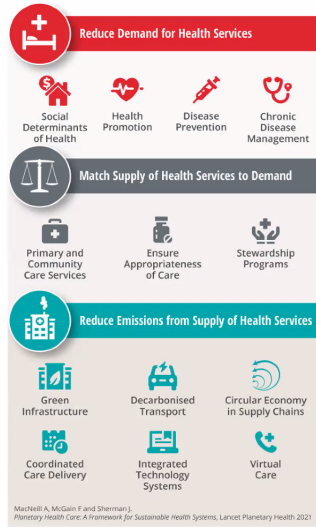 Reduce Demand for Health Services
Social
Determinants
of Health
Health
Promotion
Disease
Prevention
Chronic
Disease
Management
Match Supply of Health Services to Demand
Primary and
Community
Care Services
Ensure
Appropriateness
of Care
Stewardship
Programs
Reduce Emissions from Supply of Health Services
Green
Infrastructure
Decarbonised
Transport
Circular Economy
in Supply Chains
Coordinated
Care Delivery
Integrated
Technology
Systems
Virtual
Care
MacNeill A, McGain F and Sherman J.
Planetary Health Care: A Framework for Sustainable Health Systems, Lancet Planetary Health 2021